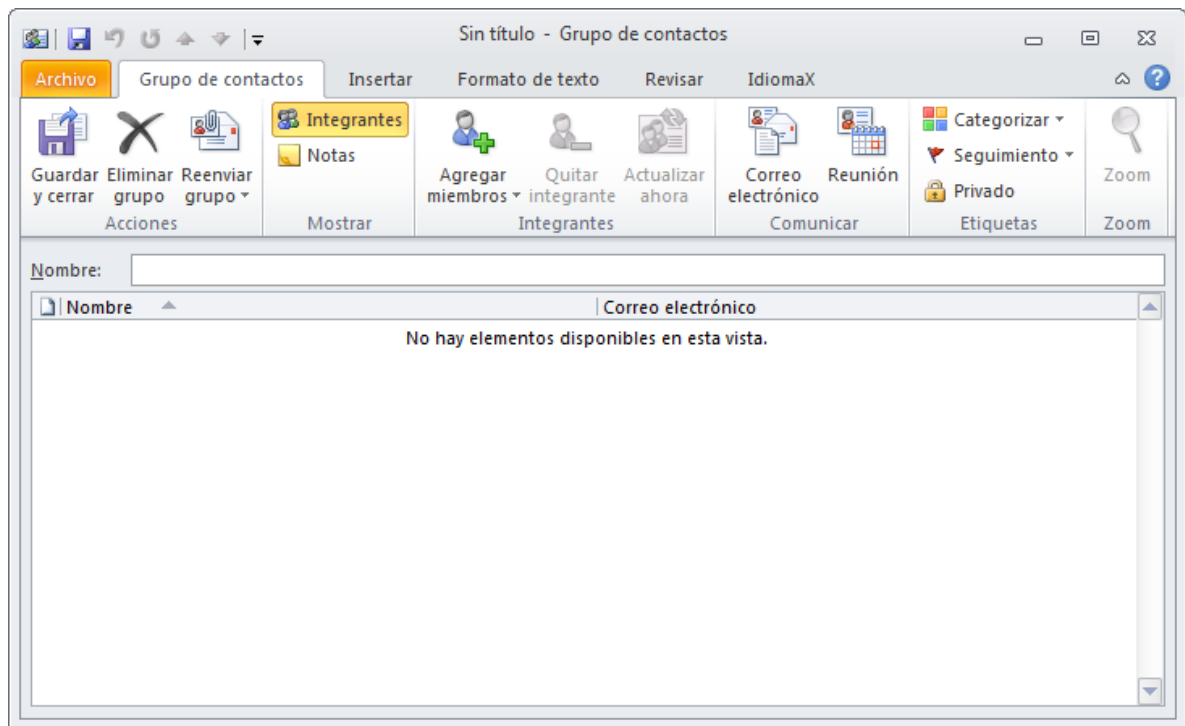 Sin título - Grupo de contactos
Archivo Grupo de contactos Insertar Formato de texto Revisar IdiomaX
Guardar y cerrar
Eliminar grupo
Reenviar grupo
Acciones
Integrantes
Notas
Mostrar
Agregar miembros
Quitar integrante
Actualizar ahora
Integrantes
Correo electrónico
Reunión
Comunicar
Categorizar
Seguimiento
Privado
Etiquetas
Zoom
Zoom
Nombre:
Nombre Correo electrónico
No hay elementos disponibles en esta vista.